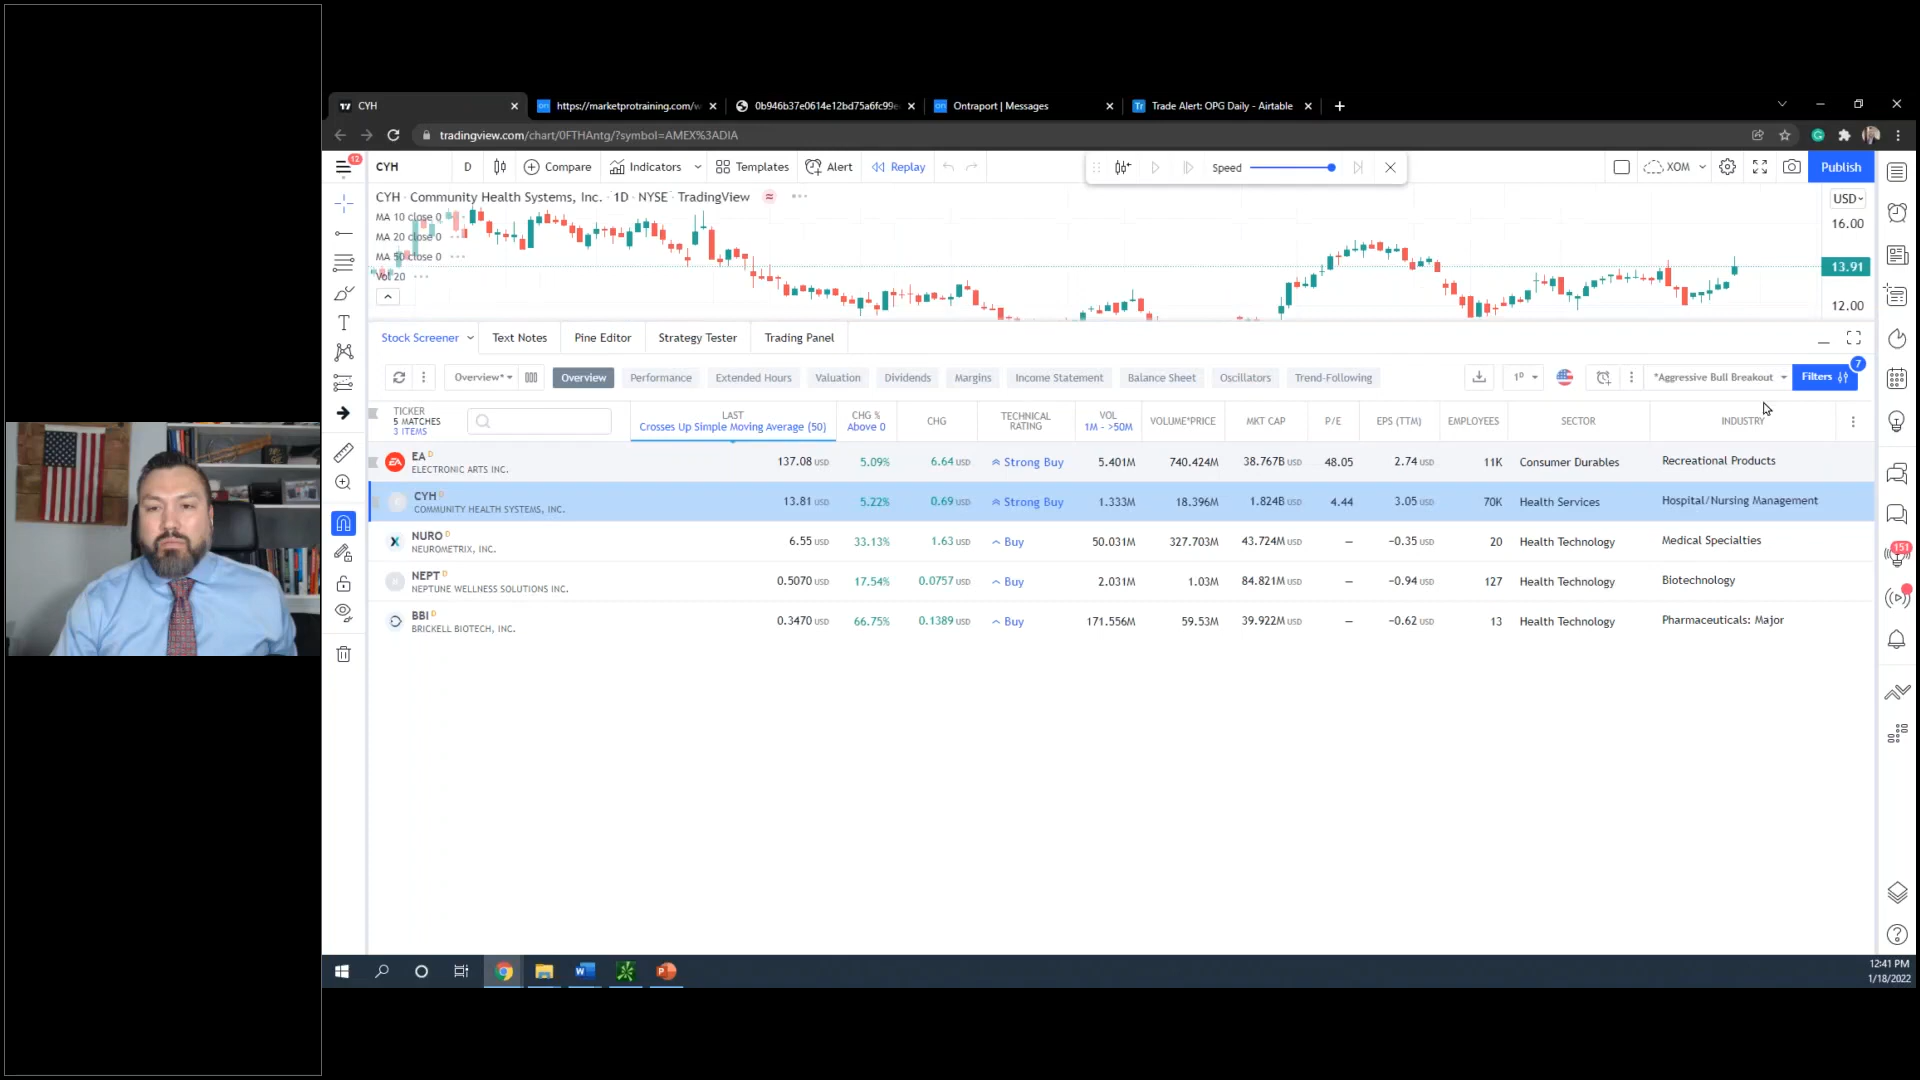 CYH
https://marketprotraining.com/w
0b946b37e0614e12bd75a6fc99e
Ontraport | Messages
Trade Alert: OPG Daily - Airtable
tradingview.com/chart/0FTHAntg/?symbol=AMEX%3ADIA
12
CYH
D
Compare
Indicators
Templates
Alert
Replay
Speed
XOM
Publish
CYH · Community Health Systems, Inc. · 1D · NYSE · TradingView
MA 10 close 0
MA 20 close 0
MA 50 close 0
Vol 20
USD
16.00
13.91
12.00
Stock Screener
Text Notes
Pine Editor
Strategy Tester
Trading Panel
Overview*
Overview
Performance
Extended Hours
Valuation
Dividends
Margins
Income Statement
Balance Sheet
Oscillators
Trend-Following
1D
*Aggressive Bull Breakout
Filters
7
TICKER
5 MATCHES
3 ITEMS
LAST
Crosses Up Simple Moving Average (50)
CHG %
Above 0
CHG
TECHNICAL
RATING
VOL
1M - >50M
VOLUME*PRICE
MKT CAP
P/E
EPS (TTM)
EMPLOYEES
SECTOR
INDUSTRY
EA D
ELECTRONIC ARTS INC.
137.08 USD 5.09% 6.64 USD Strong Buy 5.401M 740.424M 38.767B USD 48.05 2.74 USD 11K Consumer Durables Recreational Products
CYH D
COMMUNITY HEALTH SYSTEMS, INC.
13.81 USD 5.22% 0.69 USD Strong Buy 1.333M 18.396M 1.824B USD 4.44 3.05 USD 70K Health Services Hospital/Nursing Management
NURO D
NEUROMETRIX, INC.
6.55 USD 33.13% 1.63 USD Buy 50.031M 327.703M 43.724M USD — −0.35 USD 20 Health Technology Medical Specialties
NEPT D
NEPTUNE WELLNESS SOLUTIONS INC.
0.5070 USD 17.54% 0.0757 USD Buy 2.031M 1.03M 84.821M USD — −0.94 USD 127 Health Technology Biotechnology
BBI D
BRICKELL BIOTECH, INC.
0.3470 USD 66.75% 0.1389 USD Buy 171.556M 59.53M 39.922M USD — −0.62 USD 13 Health Technology Pharmaceuticals: Major
151
12:41 PM
1/18/2022